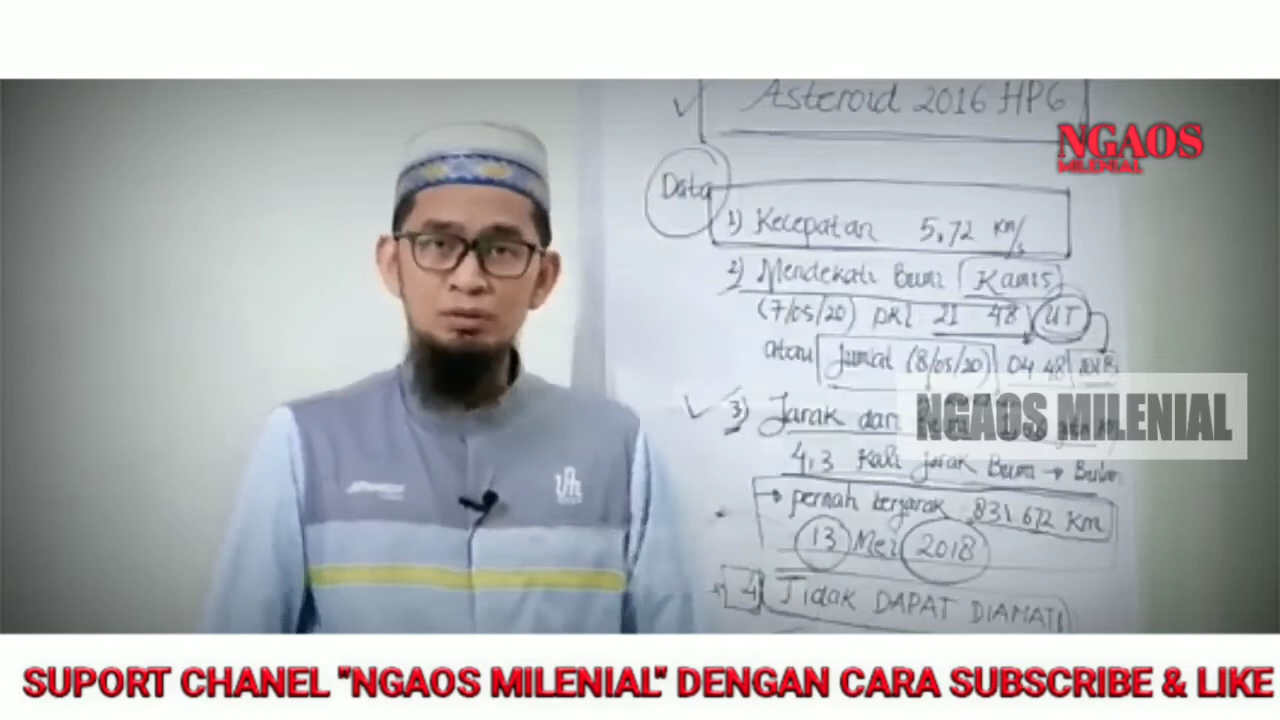 Asteroid 2016 HP6
NGAOS
MILENIAL
Data
1) Kecepatan 5,72 km/s
2) Mendekati Bumi Kamis
(7/05/20) pkl 21 48 UT
atau Jumat (8/05/20) 04 48 WIB
NGAOS MILENIAL
3) Jarak dari Bumi
4,3 kali jarak Bumi → Bulan
→ pernah berjarak 831 672 Km
13 Mei 2018
4) Tidak DAPAT DIAMATI
SUPORT CHANEL "NGAOS MILENIAL" DENGAN CARA SUBSCRIBE & LIKE